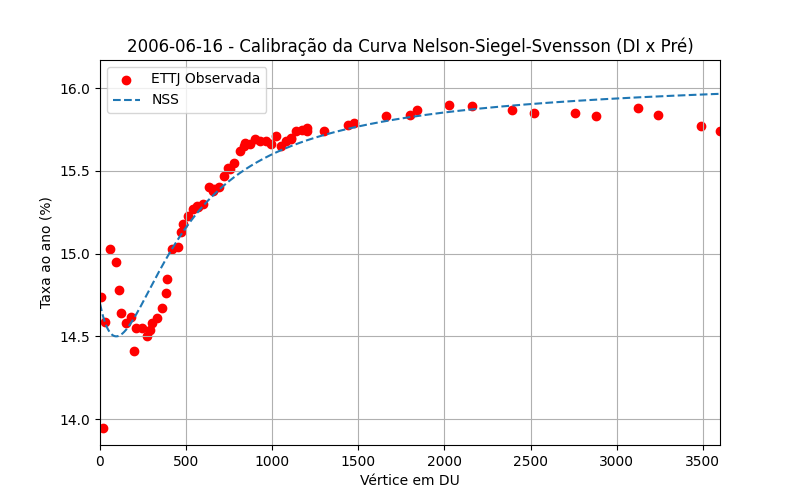 2006-06-16 - Calibração da Curva Nelson-Siegel-Svensson (DI x Pré)
ETTJ Observada
NSS
Taxa ao ano (%)
16.0
15.5
15.0
14.5
14.0
0 500 1000 1500 2000 2500 3000 3500
Vértice em DU